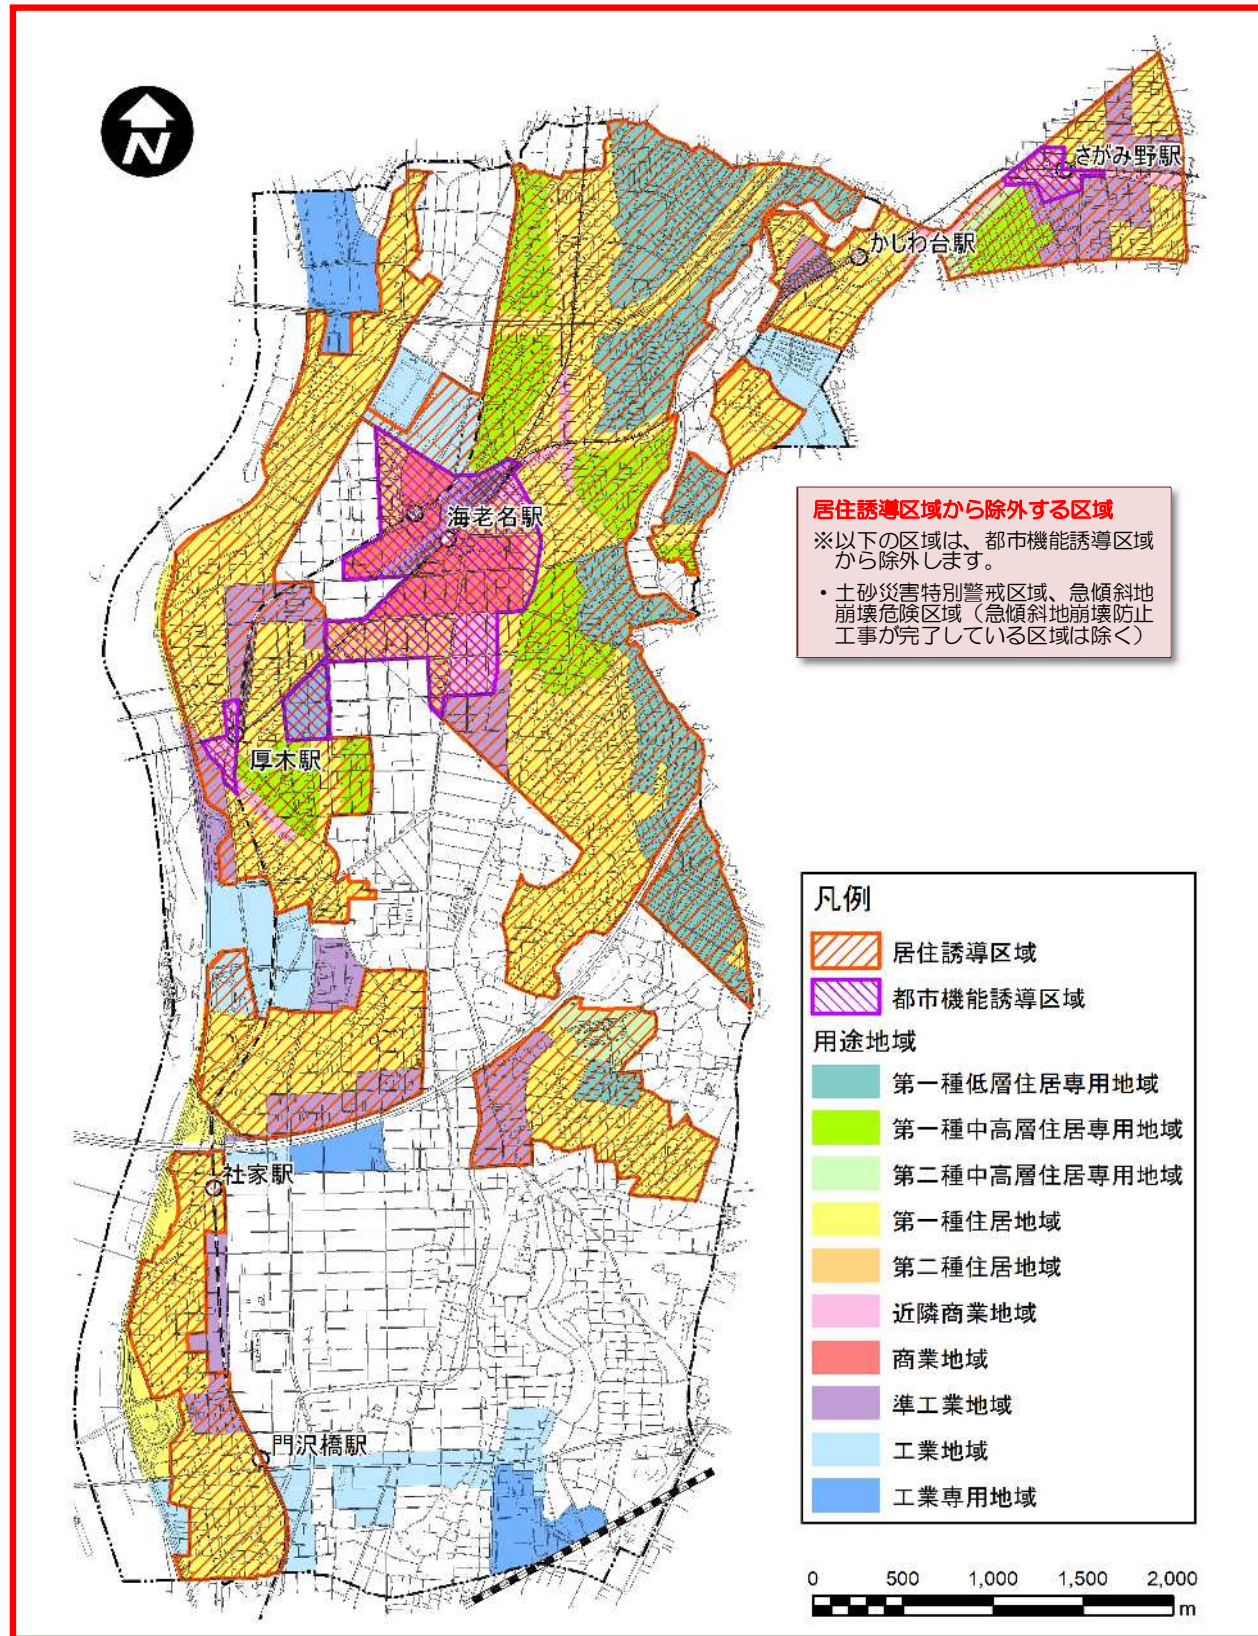 N
さがみ野駅
かしわ台駅
海老名駅
居住誘導区域から除外する区域
※以下の区域は、都市機能誘導区域
から除外します。
・土砂災害特別警戒区域、急傾斜地
崩壊危険区域（急傾斜地崩壊防止
工事が完了している区域は除く）
厚木駅
社家駅
門沢橋駅
凡例
居住誘導区域
都市機能誘導区域
用途地域
第一種低層住居専用地域
第一種中高層住居専用地域
第二種中高層住居専用地域
第一種住居地域
第二種住居地域
近隣商業地域
商業地域
準工業地域
工業地域
工業専用地域
0 500 1,000 1,500 2,000
m